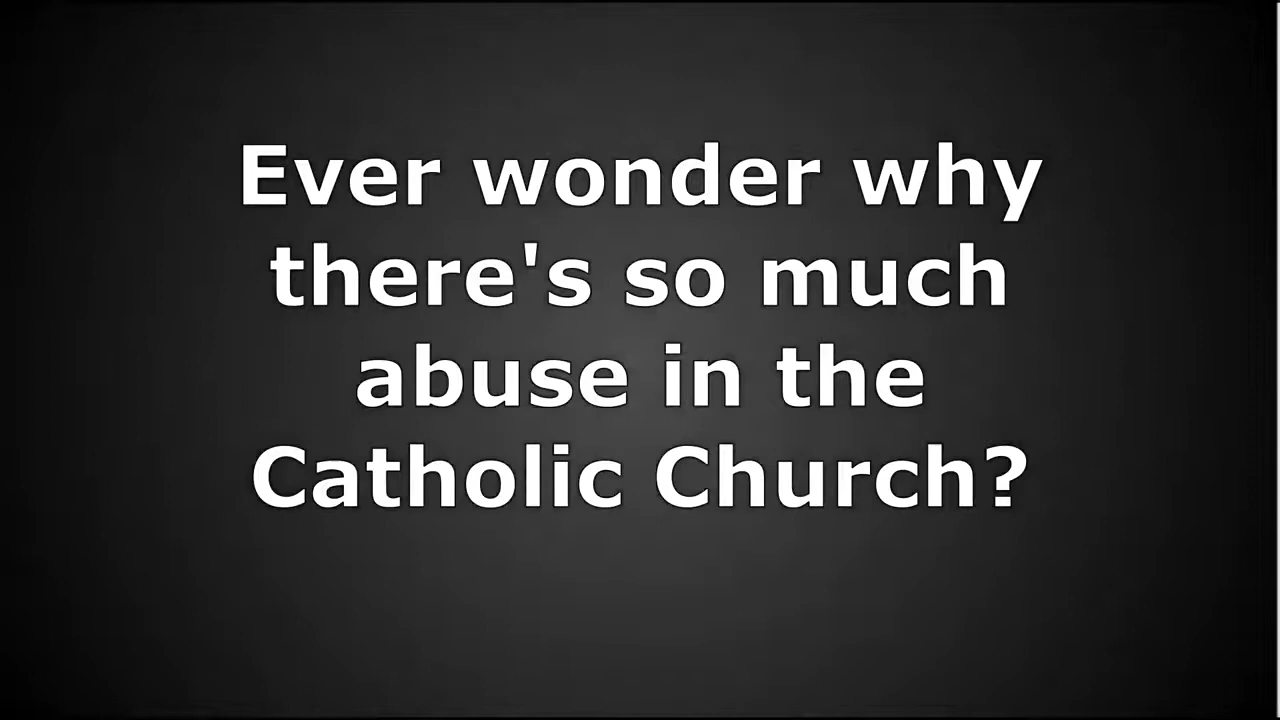 Ever wonder why
there's so much
abuse in the
Catholic Church?